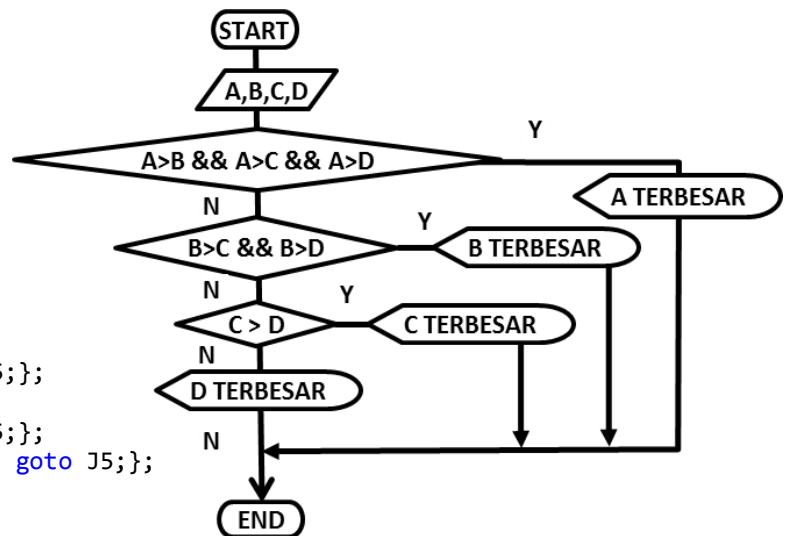 START
A,B,C,D
Y
A>B && A>C && A>D
A TERBESAR
N
Y
B>C && B>D
B TERBESAR
N
Y
C > D
C TERBESAR
N
;};
D TERBESAR
;};
N
goto J5;};
END